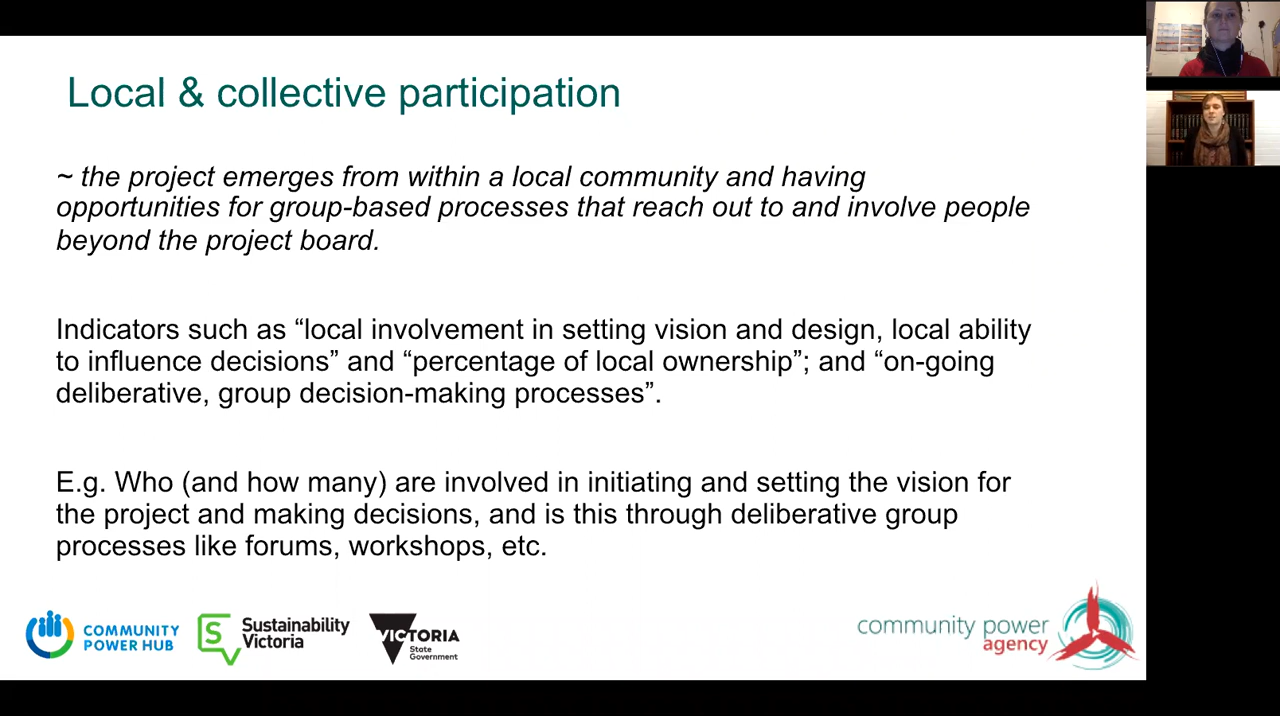 Local & collective participation
~ the project emerges from within a local community and having
opportunities for group-based processes that reach out to and involve people
beyond the project board.
Indicators such as “local involvement in setting vision and design, local ability
to influence decisions” and “percentage of local ownership”; and “on-going
deliberative, group decision-making processes”.
E.g. Who (and how many) are involved in initiating and setting the vision for
the project and making decisions, and is this through deliberative group
processes like forums, workshops, etc.
COMMUNITY
POWER HUB
S
Sustainability
Victoria
VICTORIA
State
Government
community power
agency